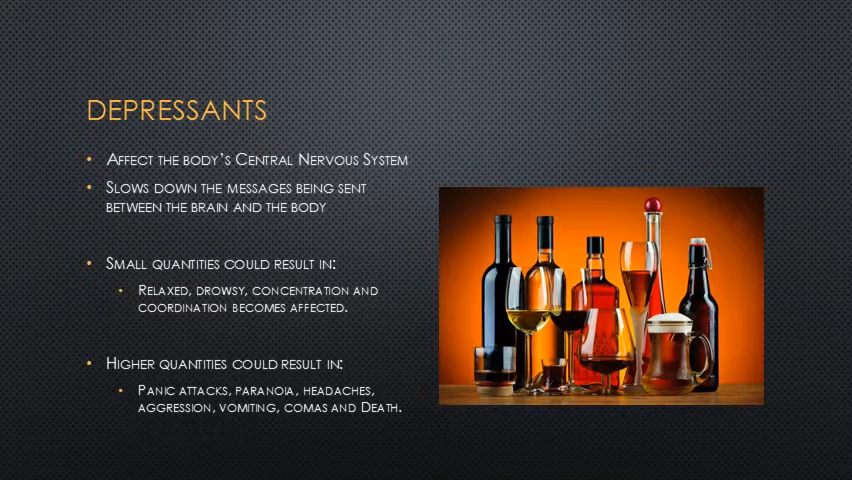 DEPRESSANTS
• AFFECT THE BODY'S CENTRAL NERVOUS SYSTEM
• SLOWS DOWN THE MESSAGES BEING SENT
BETWEEN THE BRAIN AND THE BODY
• SMALL QUANTITIES COULD RESULT IN:
• RELAXED, DROWSY, CONCENTRATION AND
COORDINATION BECOMES AFFECTED.
• HIGHER QUANTITIES COULD RESULT IN:
• PANIC ATTACKS, PARANOIA, HEADACHES,
AGGRESSION, VOMITING, COMAS AND DEATH.